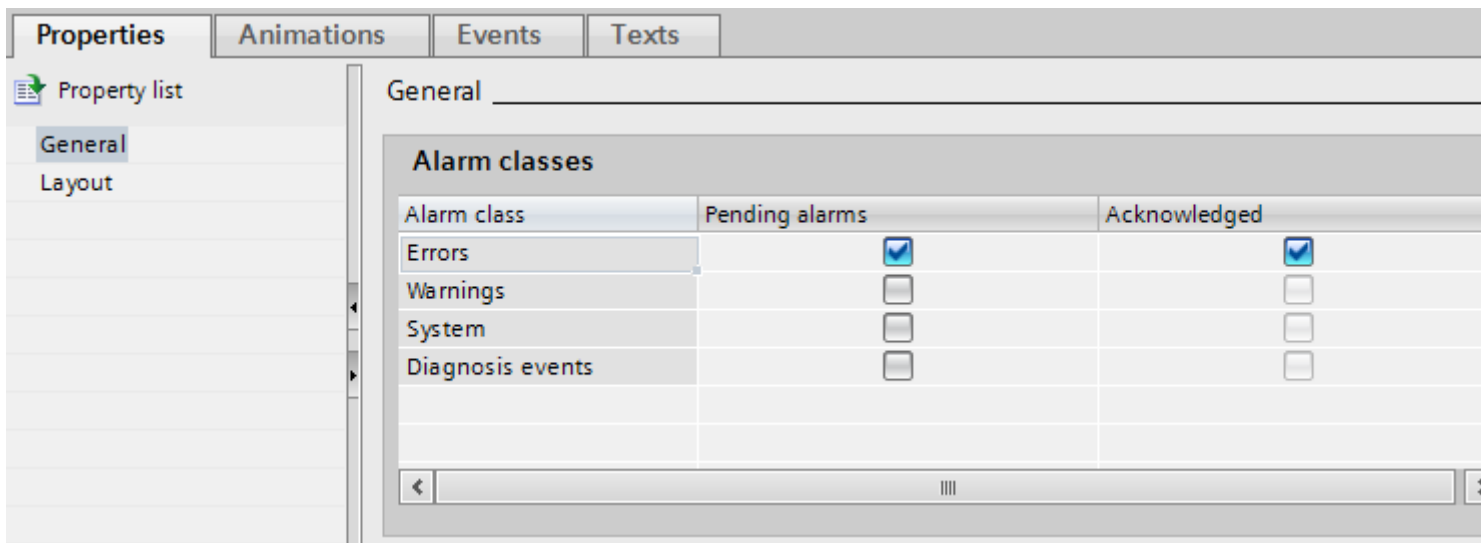 Properties Animations Events Texts
Property list
General
Layout
General
Alarm classes
Alarm class Pending alarms Acknowledged
Errors
Warnings
System
Diagnosis events